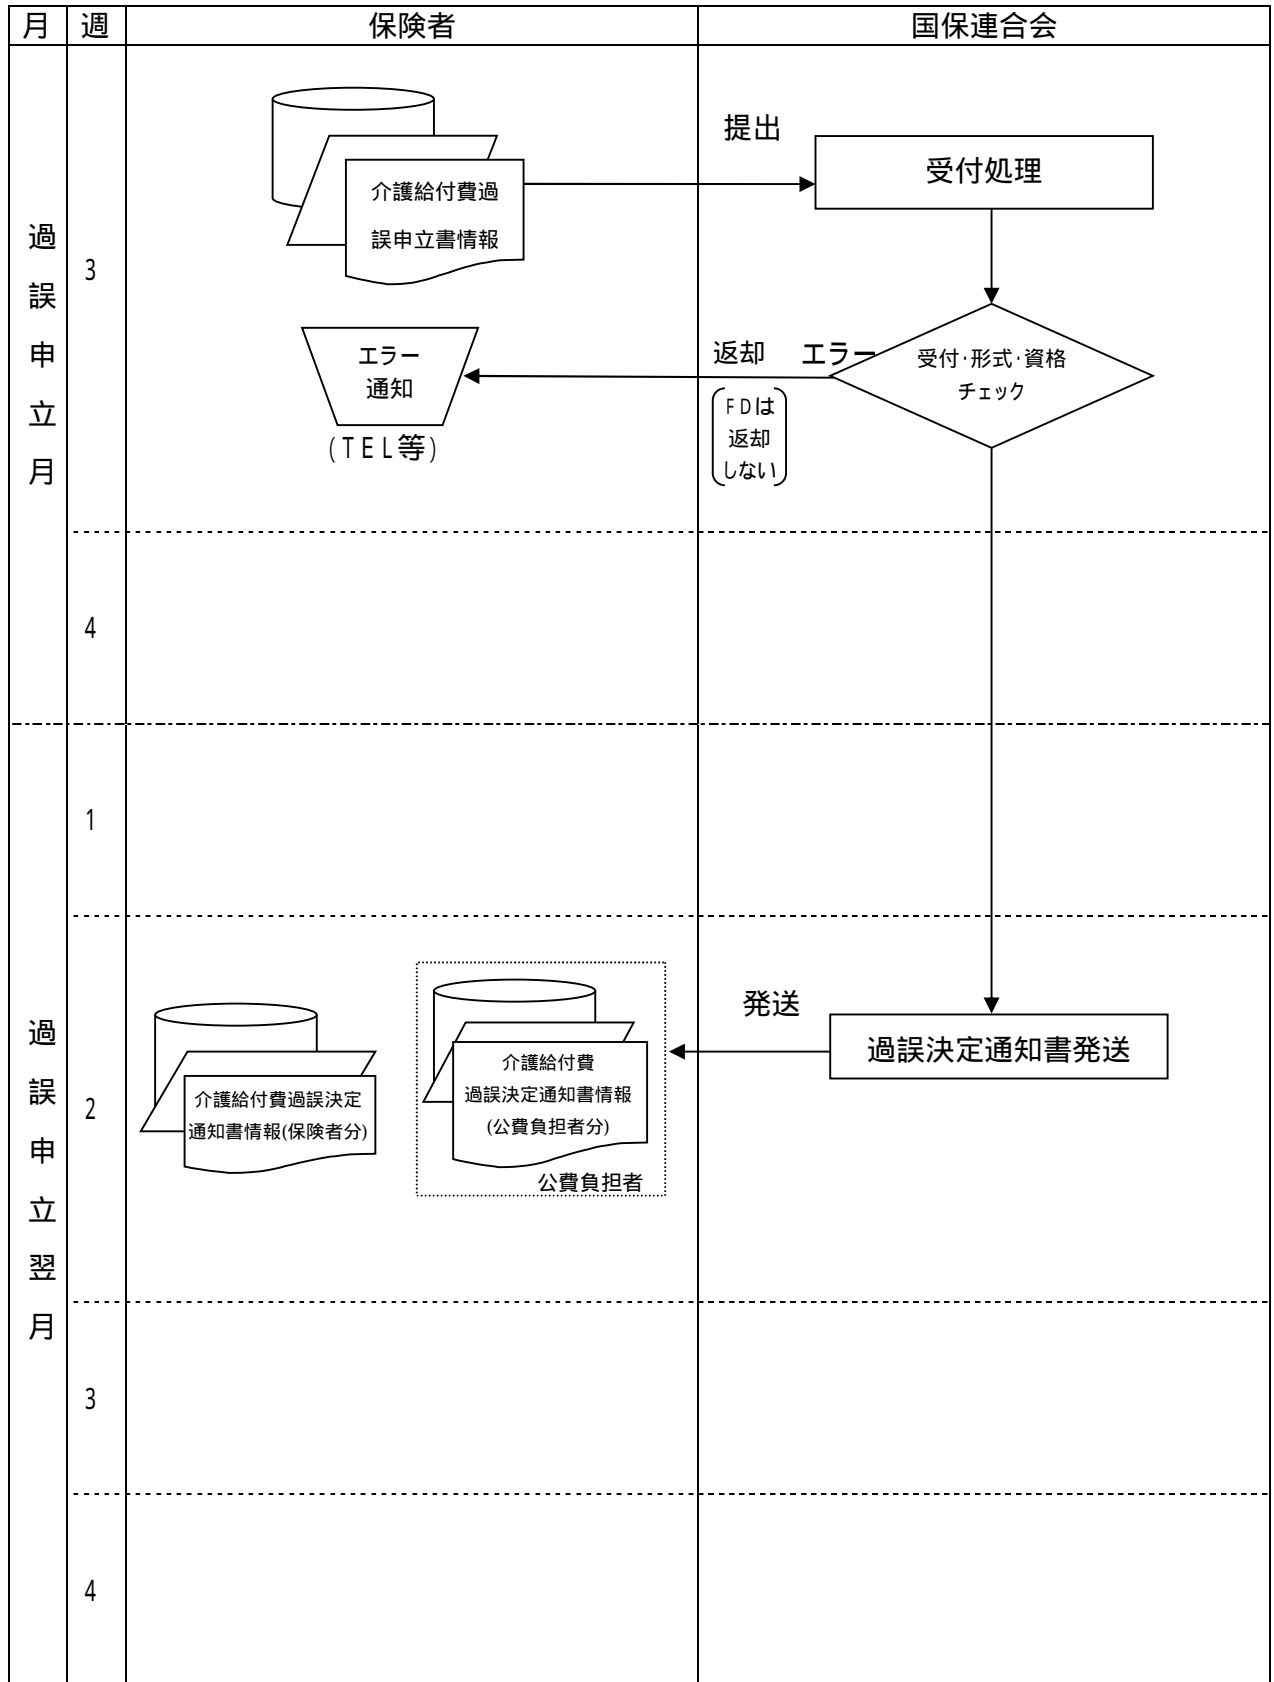 月 週 保険者 国保連合会
過誤申立月
3
介護給付費過
誤申立書情報
提出
受付処理
受付・形式・資格
チェック
エラー
返却
FDは
返却
しない
エラー
通知
(TEL等)
4
過誤申立翌月
1
2
介護給付費過誤決定
通知書情報(保険者分)
介護給付費
過誤決定通知書情報
(公費負担者分)
公費負担者
発送
過誤決定通知書発送
3
4